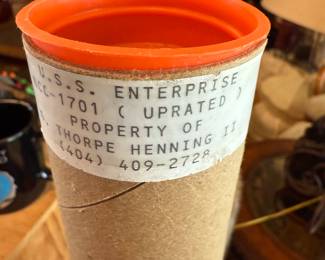 U.S.S. ENTERPRISE
-1701 ( UPRATED )
PROPERTY OF
THORPE HENNING II
(404) 409-2728